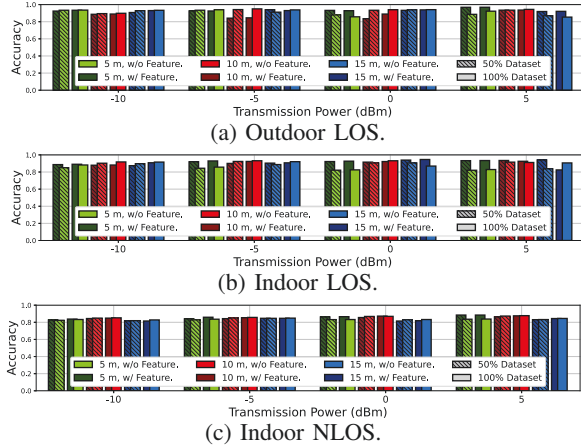 Accuracy
1.0
0.8
0.6
0.4
0.2
0.0
5 m, w/o Feature. 10 m, w/o Feature. 15 m, w/o Feature. 50% Dataset
5 m, w/ Feature. 10 m, w/ Feature. 15 m, w/ Feature. 100% Dataset
-10 -5 0 5
Transmission Power (dBm)
(a) Outdoor LOS.
Accuracy
1.0
0.8
0.6
0.4
0.2
0.0
5 m, w/o Feature. 10 m, w/o Feature. 15 m, w/o Feature. 50% Dataset
5 m, w/ Feature. 10 m, w/ Feature. 15 m, w/ Feature. 100% Dataset
-10 -5 0 5
Transmission Power (dBm)
(b) Indoor LOS.
Accuracy
1.0
0.8
0.6
0.4
0.2
0.0
5 m, w/o Feature. 10 m, w/o Feature. 15 m, w/o Feature. 50% Dataset
5 m, w/ Feature. 10 m, w/ Feature. 15 m, w/ Feature. 100% Dataset
-10 -5 0 5
Transmission Power (dBm)
(c) Indoor NLOS.